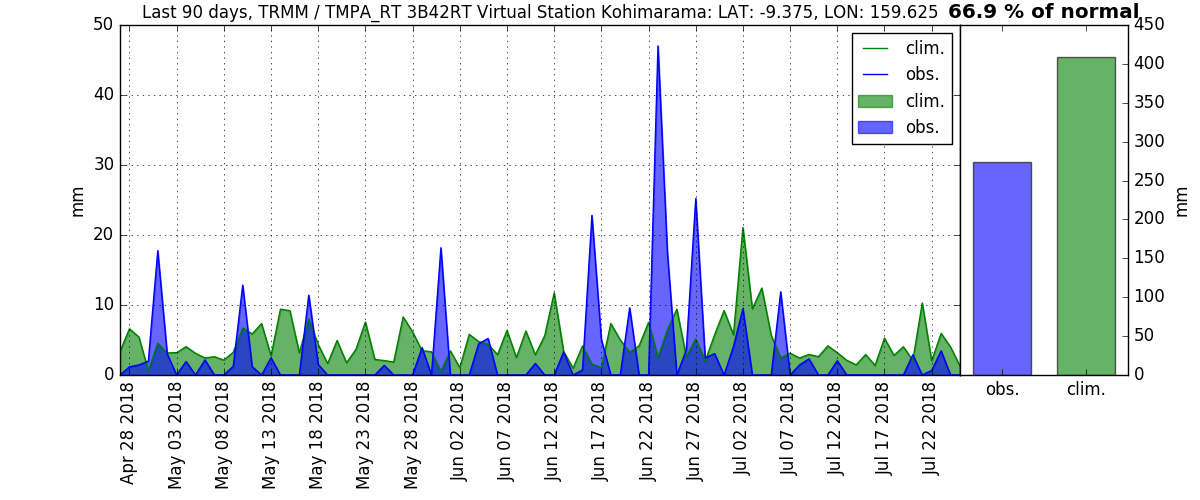 Last 90 days, TRMM / TMPA_RT 3B42RT Virtual Station Kohimarama: LAT: -9.375, LON: 159.625 66.9 % of normal
50
40
30
20
10
0
mm
clim.
obs.
clim.
obs.
450
400
350
300
250
200
150
100
50
0
mm
Apr 28 2018
May 03 2018
May 08 2018
May 13 2018
May 18 2018
May 23 2018
May 28 2018
Jun 02 2018
Jun 07 2018
Jun 12 2018
Jun 17 2018
Jun 22 2018
Jun 27 2018
Jul 02 2018
Jul 07 2018
Jul 12 2018
Jul 17 2018
Jul 22 2018
obs.
clim.